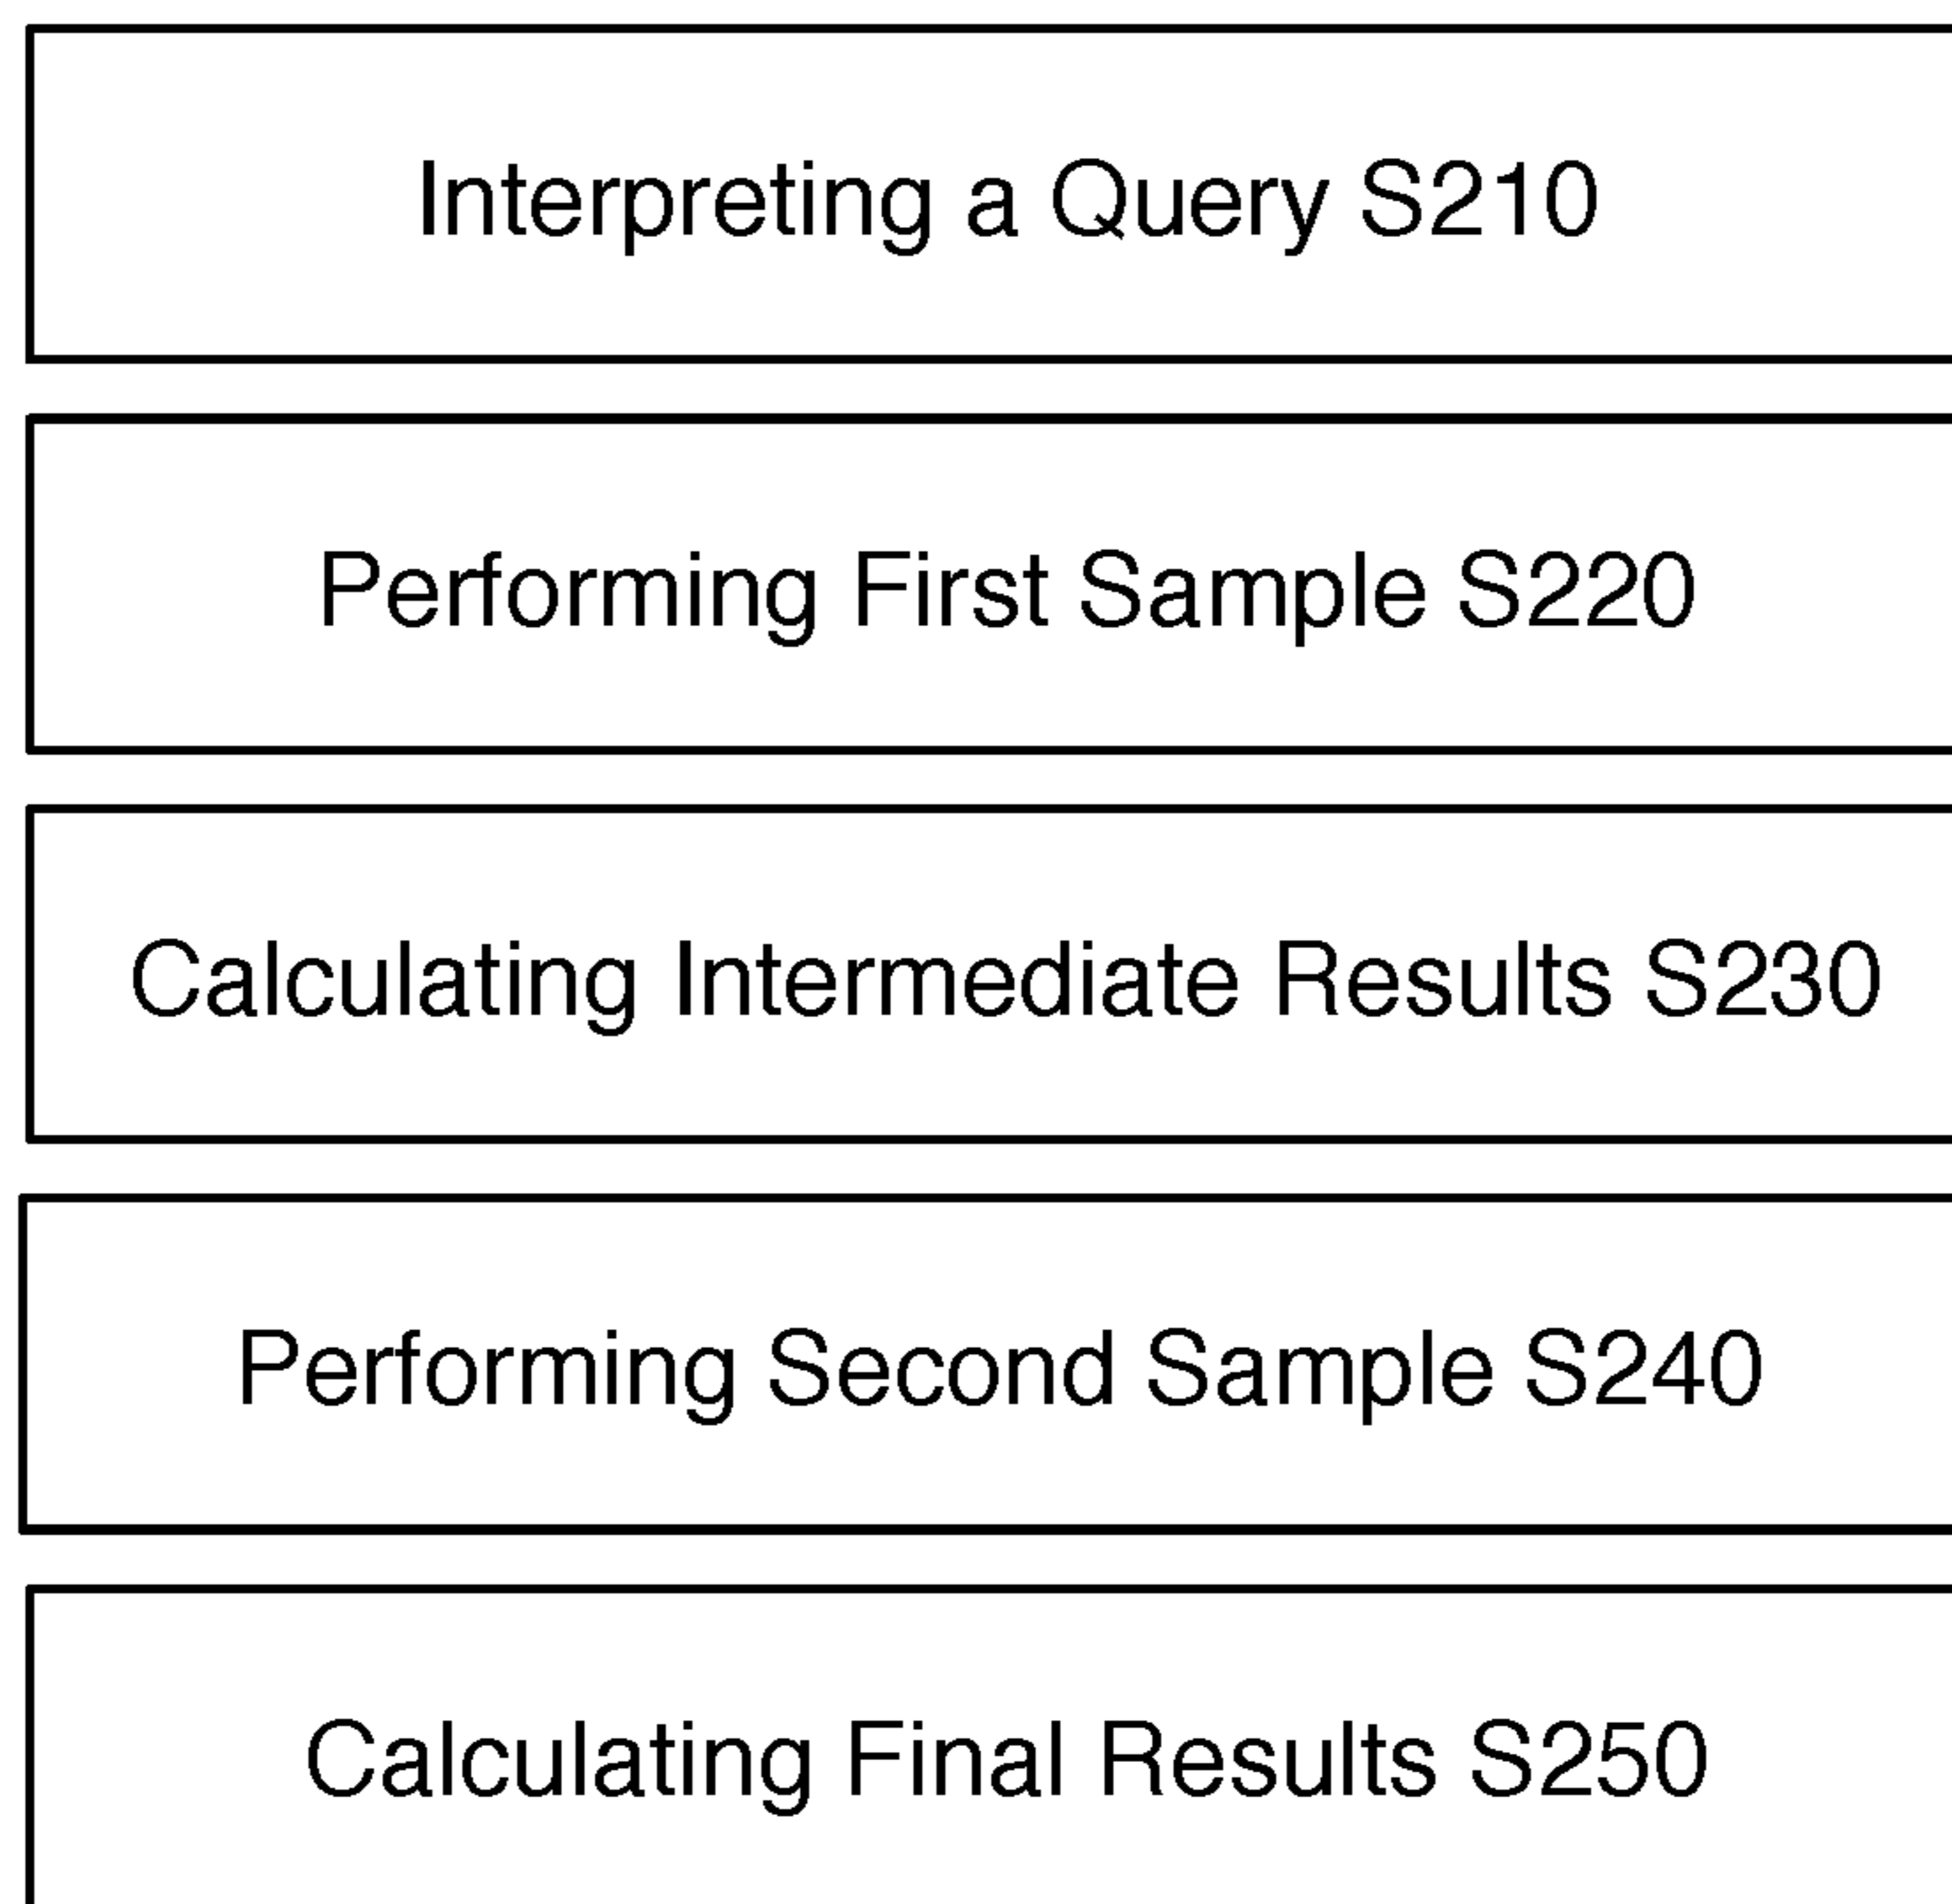 Interpreting a Query S210
Performing First Sample S220
Calculating Intermediate Results S230
Performing Second Sample S240
Calculating Final Results S250